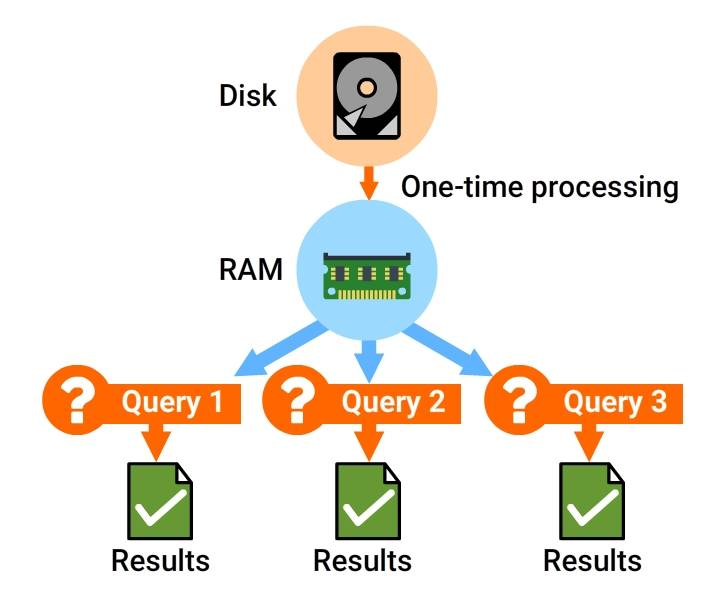 Disk
One-time processing
RAM
? Query 1
? Query 2
? Query 3
Results
Results
Results